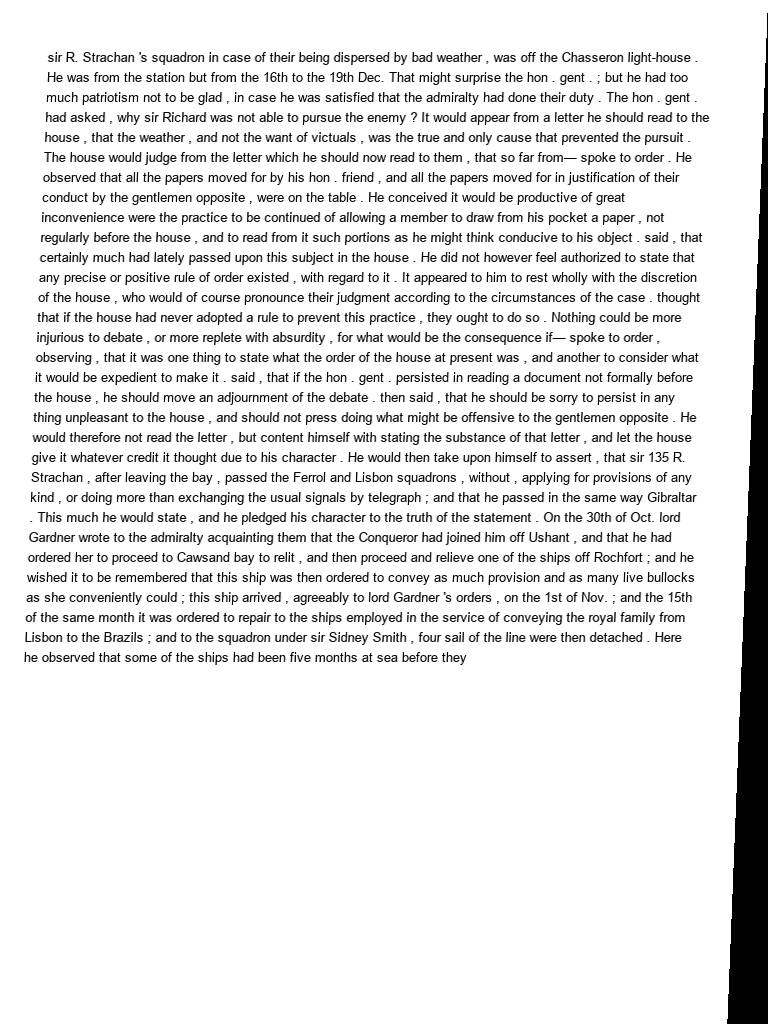 sir R. Strachan 's squadron in case of their being dispersed by bad weather , was off the Chasseron light-house .
He was from the station but from the 16th to the 19th Dec. That might surprise the hon . gent . ; but he had too
much patriotism not to be glad , in case he was satisfied that the admiralty had done their duty . The hon . gent .
had asked , why sir Richard was not able to pursue the enemy ? It would appear from a letter he should read to the
house , that the weather , and not the want of victuals , was the true and only cause that prevented the pursuit .
The house would judge from the letter which he should now read to them , that so far from— spoke to order . He
observed that all the papers moved for by his hon . friend , and all the papers moved for in justification of their
conduct by the gentlemen opposite , were on the table . He conceived it would be productive of great
inconvenience were the practice to be continued of allowing a member to draw from his pocket a paper , not
regularly before the house , and to read from it such portions as he might think conducive to his object . said , that
certainly much had lately passed upon this subject in the house . He did not however feel authorized to state that
any precise or positive rule of order existed , with regard to it . It appeared to him to rest wholly with the discretion
of the house , who would of course pronounce their judgment according to the circumstances of the case . thought
that if the house had never adopted a rule to prevent this practice , they ought to do so . Nothing could be more
injurious to debate , or more replete with absurdity , for what would be the consequence if— spoke to order ,
observing , that it was one thing to state what the order of the house at present was , and another to consider what
it would be expedient to make it . said , that if the hon . gent . persisted in reading a document not formally before
the house , he should move an adjournment of the debate . then said , that he should be sorry to persist in any
thing unpleasant to the house , and should not press doing what might be offensive to the gentlemen opposite . He
would therefore not read the letter , but content himself with stating the substance of that letter , and let the house
give it whatever credit it thought due to his character . He would then take upon himself to assert , that sir 135 R.
Strachan , after leaving the bay , passed the Ferrol and Lisbon squadrons , without , applying for provisions of any
kind , or doing more than exchanging the usual signals by telegraph ; and that he passed in the same way Gibraltar
. This much he would state , and he pledged his character to the truth of the statement . On the 30th of Oct. lord
Gardner wrote to the admiralty acquainting them that the Conqueror had joined him off Ushant , and that he had
ordered her to proceed to Cawsand bay to relit , and then proceed and relieve one of the ships off Rochfort ; and he
wished it to be remembered that this ship was then ordered to convey as much provision and as many live bullocks
as she conveniently could ; this ship arrived , agreeably to lord Gardner 's orders , on the 1st of Nov. ; and the 15th
of the same month it was ordered to repair to the ships employed in the service of conveying the royal family from
Lisbon to the Brazils ; and to the squadron under sir Sidney Smith , four sail of the line were then detached . Here
he observed that some of the ships had been five months at sea before they